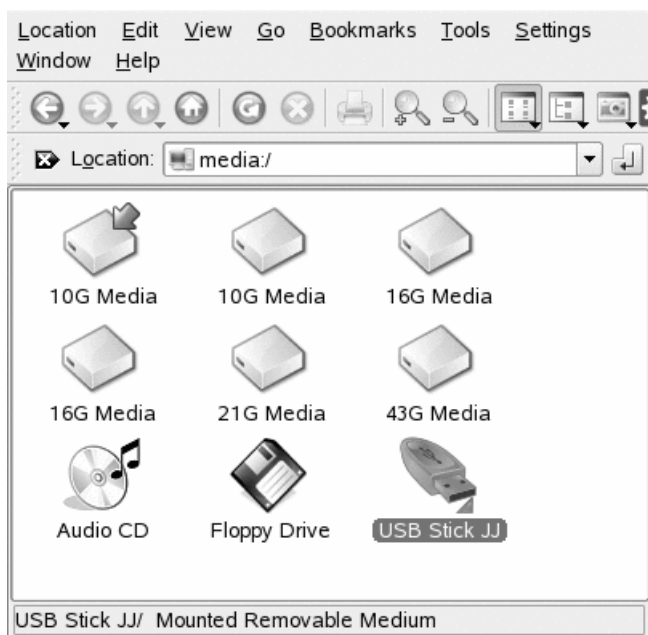 Location Edit View Go Bookmarks Tools Settings
Window Help
Location: media:/
10G Media 10G Media 16G Media
16G Media 21G Media 43G Media
Audio CD Floppy Drive USB Stick JJ
USB Stick JJ/ Mounted Removable Medium